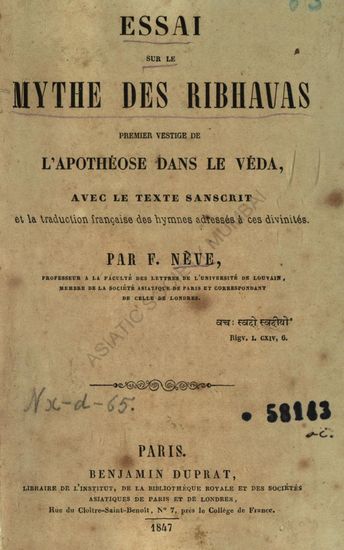 ESSAI
SUR LE
MYTHE DES RIBHAVAS
PREMIER VESTIGE DE
L'APOTHÉOSE DANS LE VÉDA,
AVEC LE TEXTE SANSCRIT
et la traduction française des hymnes adressés à ces divinités.
PAR F. NÈVE,
PROFESSEUR A LA FACULTÉ DES LETTRES DE L'UNIVERSITÉ DE LOUVAIN,
MEMBRE DE LA SOCIÉTÉ ASIATIQUE DE PARIS ET CORRESPONDANT
DE CELLE DE LONDRES.
वचः स्वादो स्वादीयो
Rigv. I. CXIV, 6.
Nx-d-65.
58143
PARIS.
BENJAMIN DUPRAT,
LIBRAIRE DE L'INSTITUT, DE LA BIBLIOTHÈQUE ROYALE ET DES SOCIÉTÉS
ASIATIQUES DE PARIS ET DE LONDRES,
Rue du Cloître-Saint-Benoît, N° 7, près le Collége de France.
1847